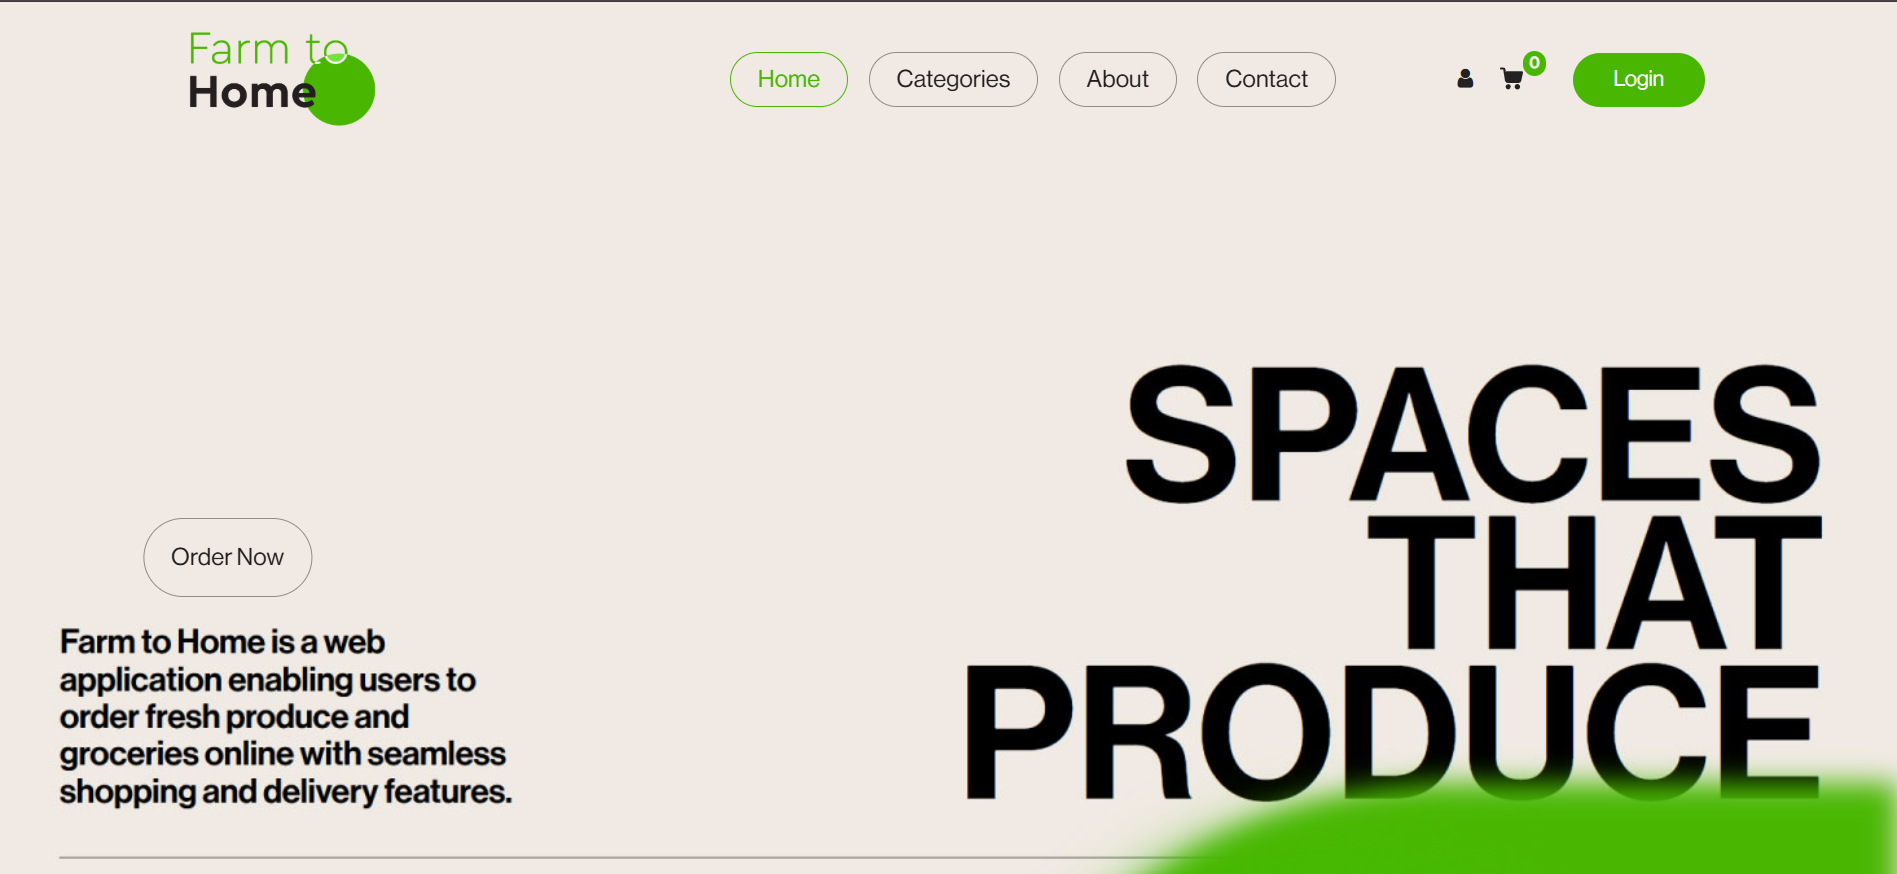 Farm to
Home
Home
Categories
About
Contact
0
Login
SPACES
THAT
PRODUCE
Order Now
Farm to Home is a web
application enabling users to
order fresh produce and
groceries online with seamless
shopping and delivery features.